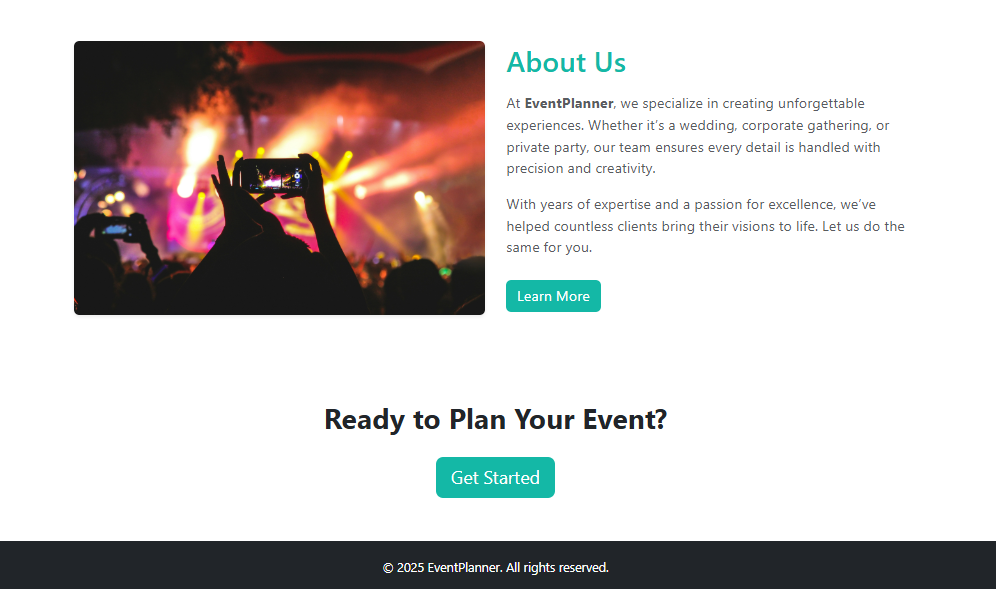 About Us
At EventPlanner, we specialize in creating unforgettable
experiences. Whether it’s a wedding, corporate gathering, or
private party, our team ensures every detail is handled with
precision and creativity.
With years of expertise and a passion for excellence, we’ve
helped countless clients bring their visions to life. Let us do the
same for you.
Learn More
Ready to Plan Your Event?
Get Started
© 2025 EventPlanner. All rights reserved.